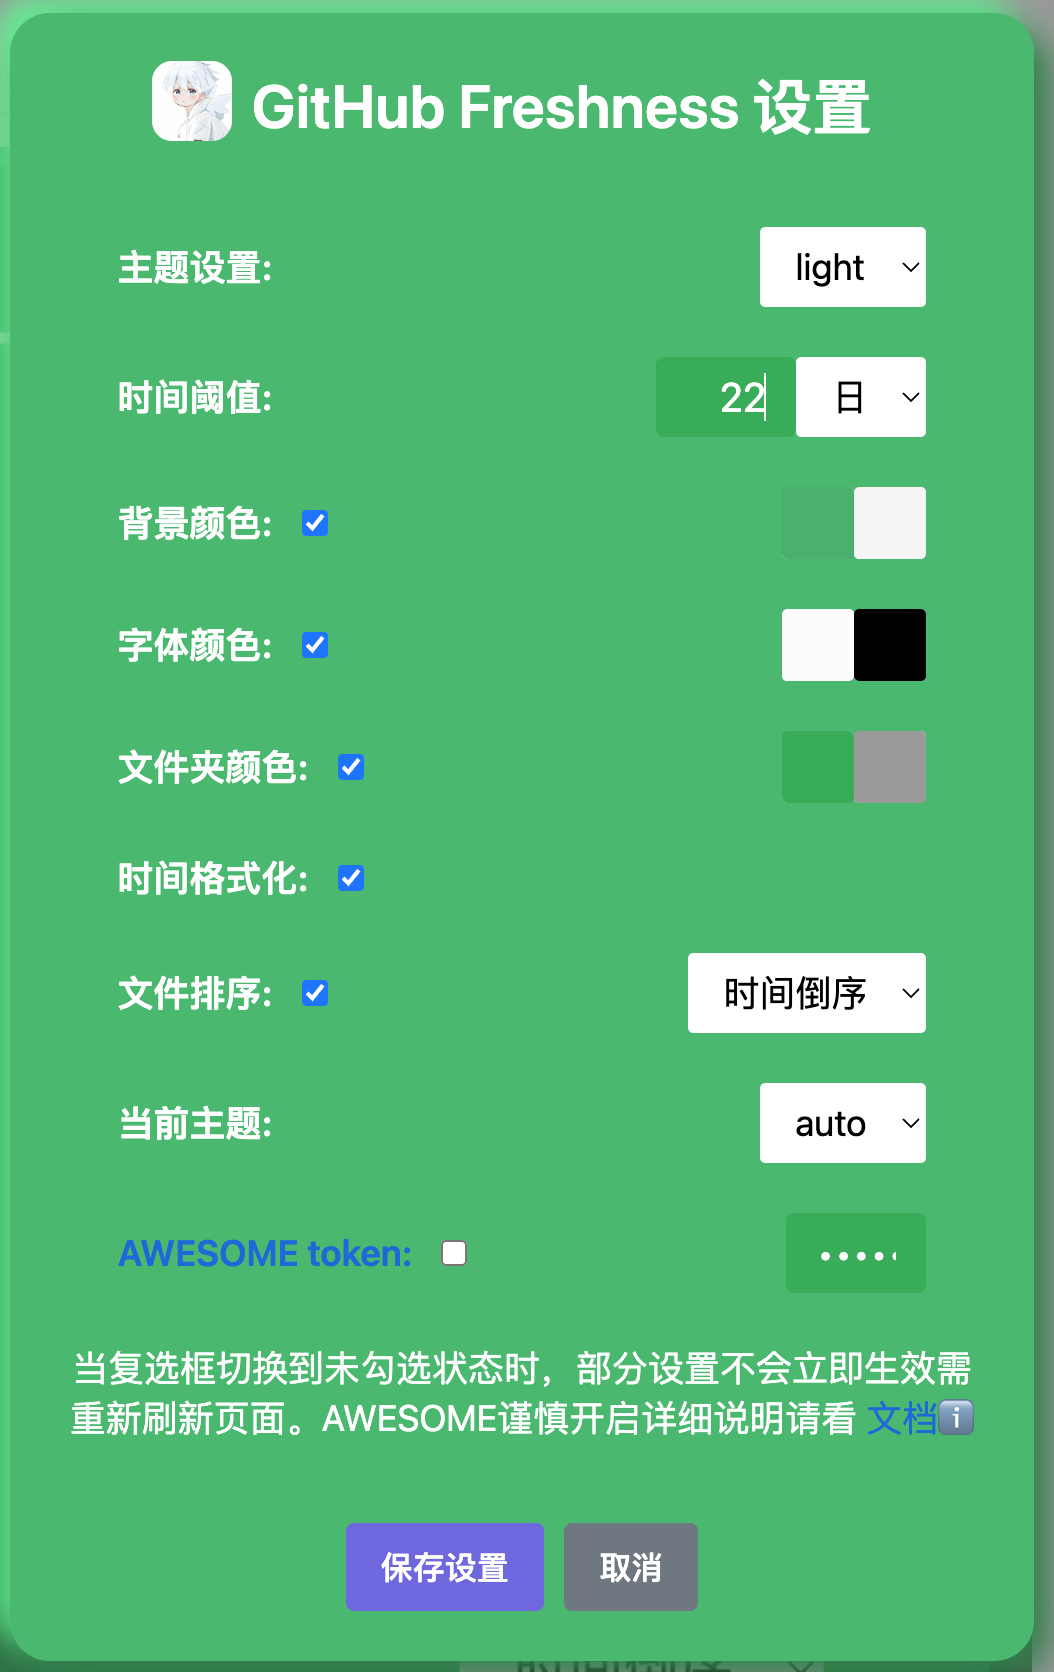 GitHub Freshness 设置
主题设置:
light
时间阈值:
22
日
背景颜色:
字体颜色:
文件夹颜色:
时间格式化:
文件排序:
时间倒序
当前主题:
auto
AWESOME token:
当复选框切换到未勾选状态时，部分设置不会立即生效需
重新刷新页面。AWESOME谨慎开启详细说明请看 文档ℹ️
保存设置
取消